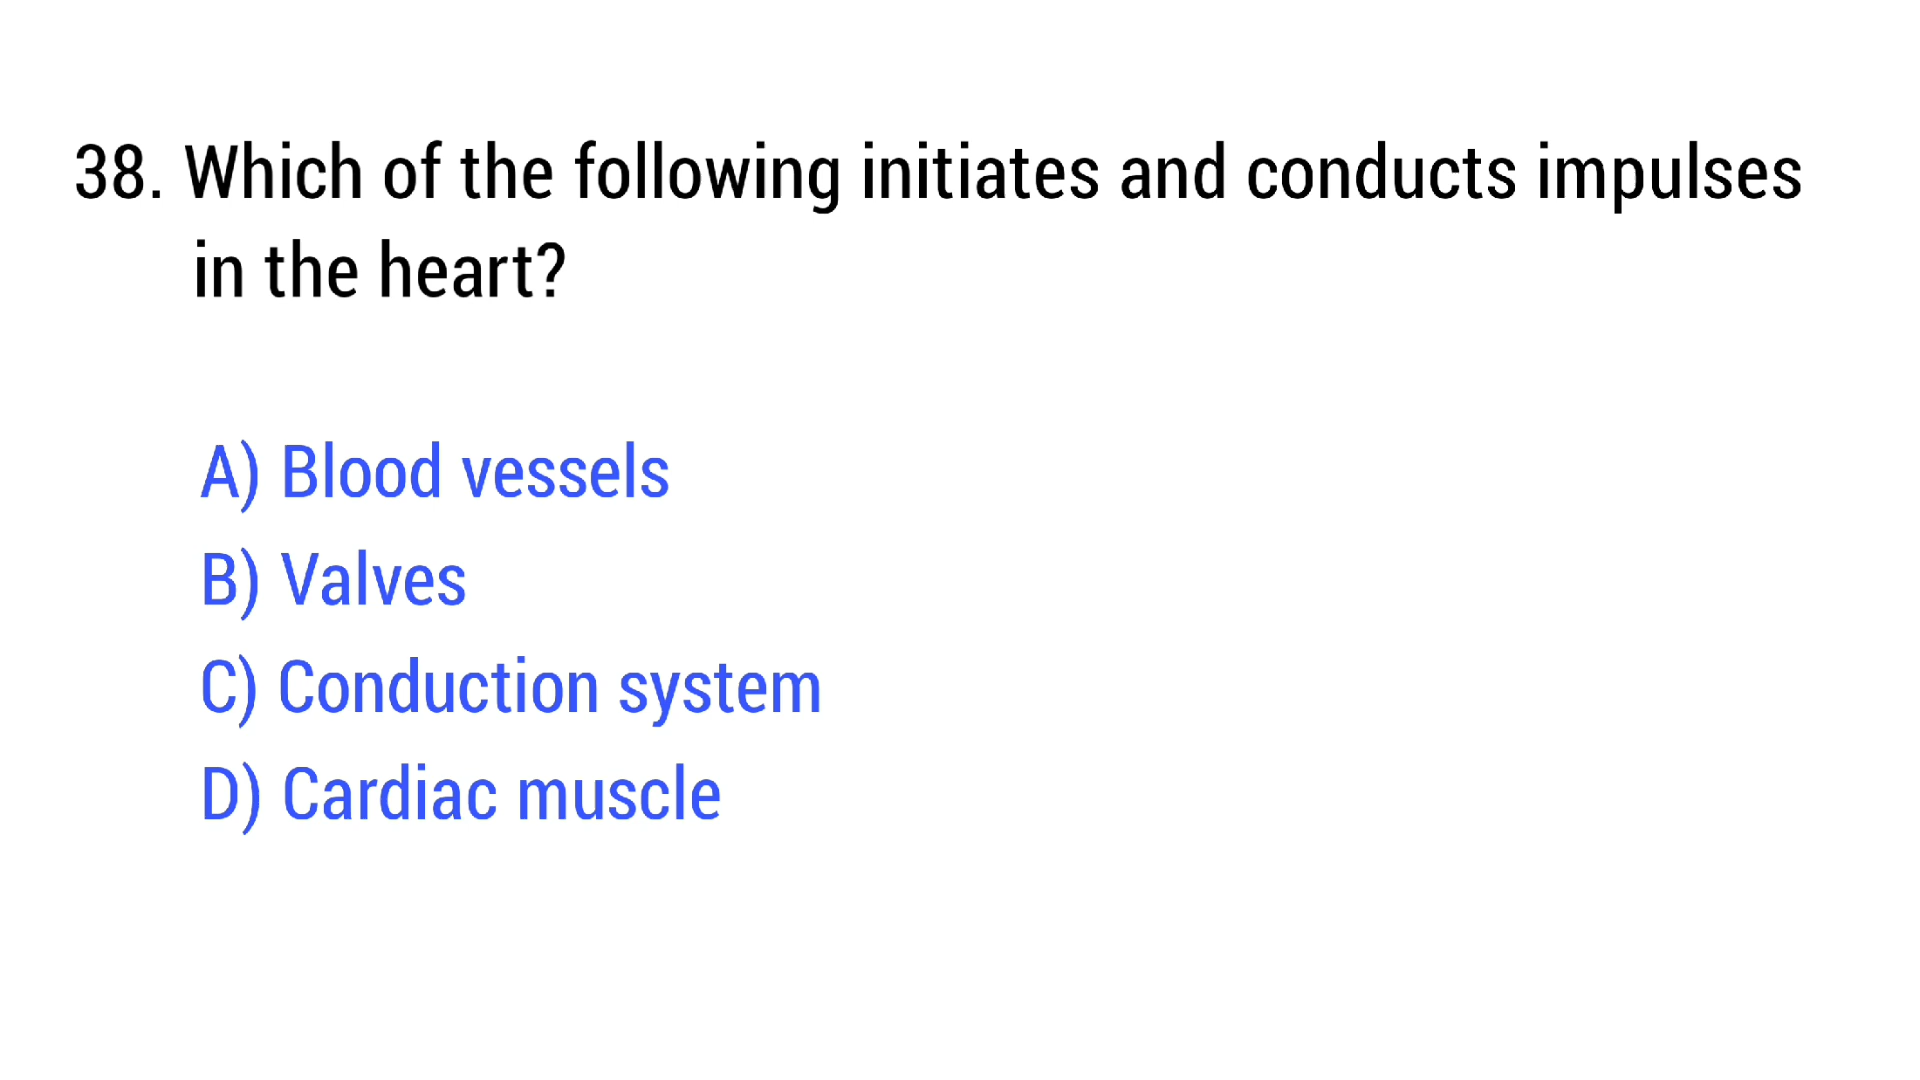 38. Which of the following initiates and conducts impulses
in the heart?
A) Blood vessels
B) Valves
C) Conduction system
D) Cardiac muscle